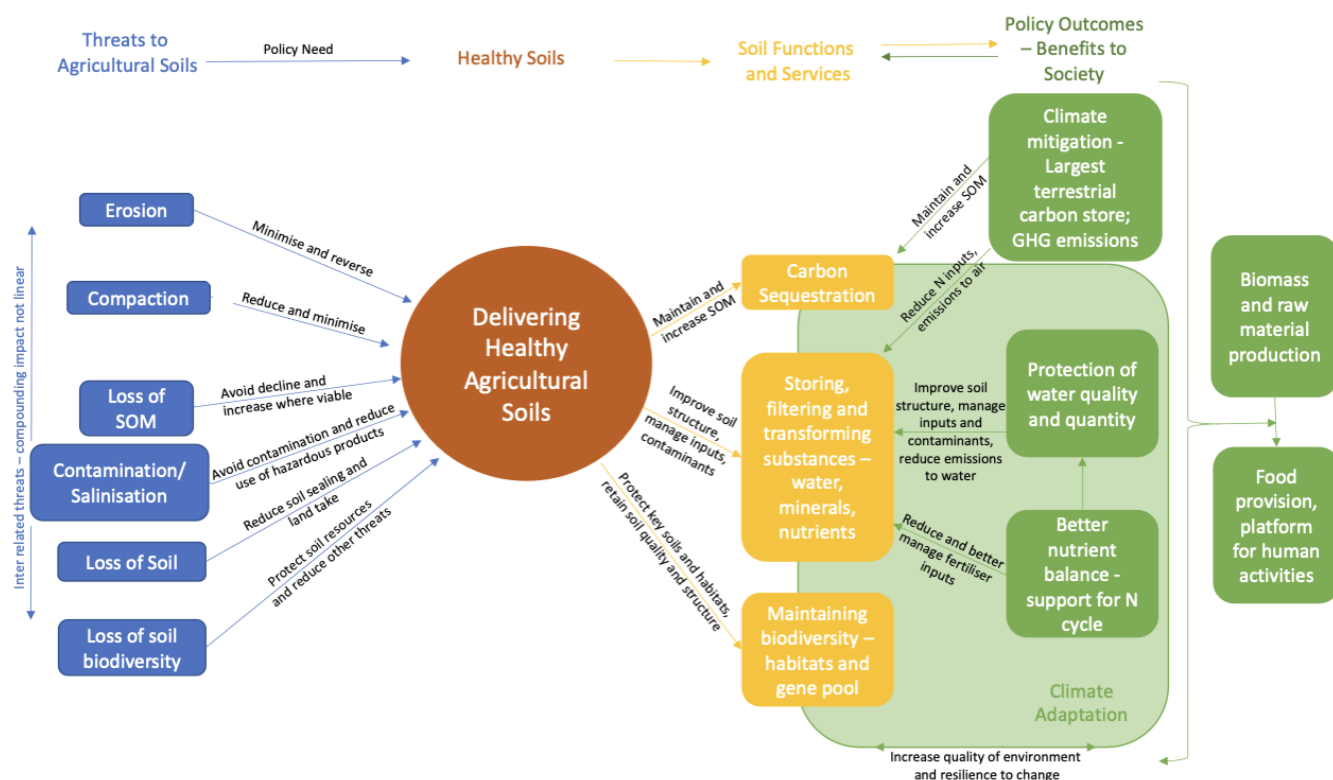 Threats to
Agricultural Soils
Policy Need
Healthy Soils
Soil Functions
and Services
Policy Outcomes
– Benefits to
Society
Inter related threats – compounding impact not linear
Erosion
Minimise and reverse
Compaction
Reduce and minimise
Loss of
SOM
Avoid decline and
increase where viable
Contamination/
Salinisation
Avoid contamination and reduce
use of hazardous products
Loss of Soil
Reduce soil sealing and
land take
Loss of soil
biodiversity
Protect soil resources
and reduce other threats
Delivering
Healthy
Agricultural
Soils
Maintain and
increase SOM
Improve soil
structure,
manage inputs,
contaminants
Protect key soils and habitats,
retain soil quality and structure
Carbon
Sequestration
Storing,
filtering and
transforming
substances –
water,
minerals,
nutrients
Maintaining
biodiversity –
habitats and
gene pool
Maintain and
increase SOM
Reduce N inputs,
emissions to air
Improve soil
structure, manage
inputs and
contaminants,
reduce emissions
to water
Reduce and better
manage fertiliser
inputs
Climate
mitigation -
Largest
terrestrial
carbon store;
GHG emissions
Protection of
water quality
and quantity
Better
nutrient
balance -
support for N
cycle
Climate
Adaptation
Increase quality of environment
and resilience to change
Biomass
and raw
material
production
Food
provision,
platform
for human
activities